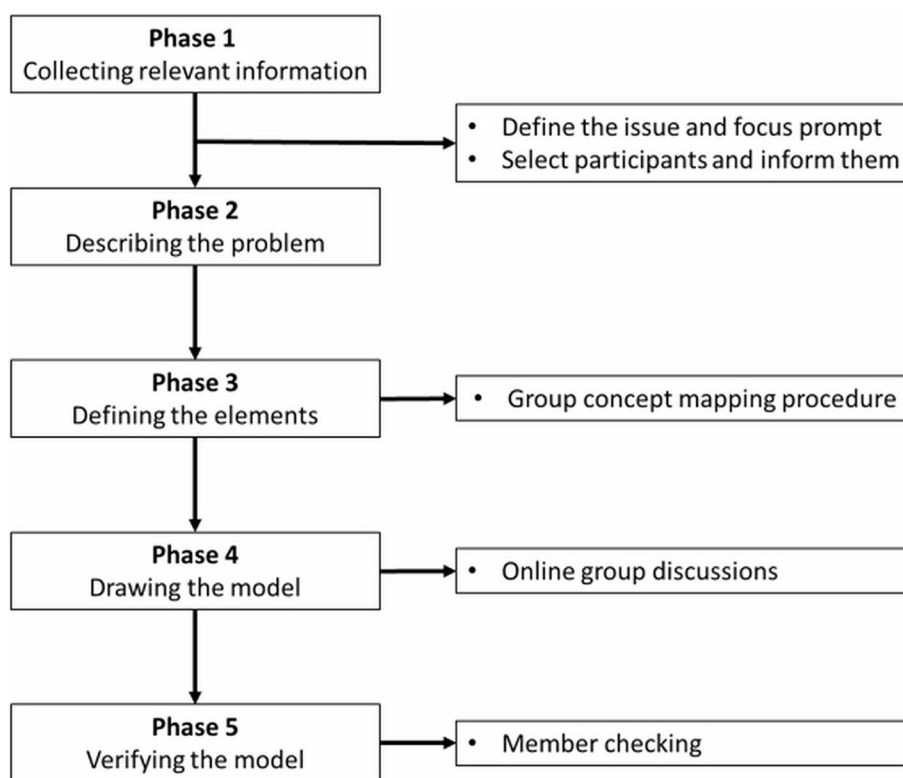 Phase 1
Collecting relevant information
• Define the issue and focus prompt
• Select participants and inform them
Phase 2
Describing the problem
Phase 3
Defining the elements
• Group concept mapping procedure
Phase 4
Drawing the model
• Online group discussions
Phase 5
Verifying the model
• Member checking